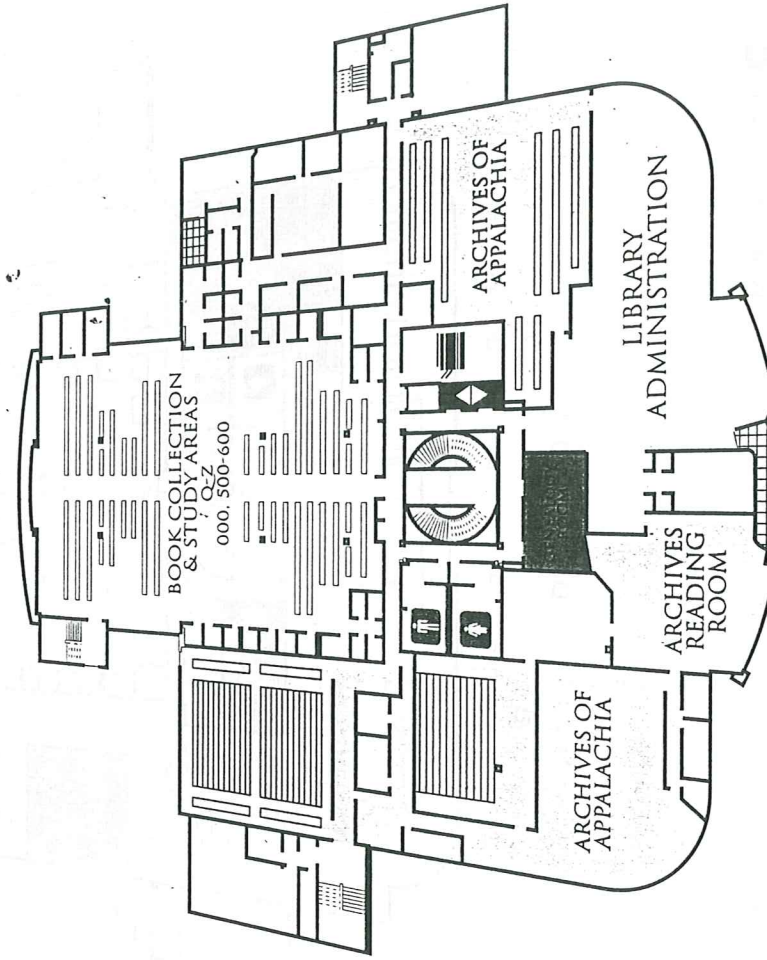 BOOK COLLECTION
& STUDY AREAS
Q-Z
000, 500-600
ARCHIVES OF
APPALACHIA
LIBRARY
ADMINISTRATION
ARCHIVES
READING
ROOM
ARCHIVES OF
APPALACHIA